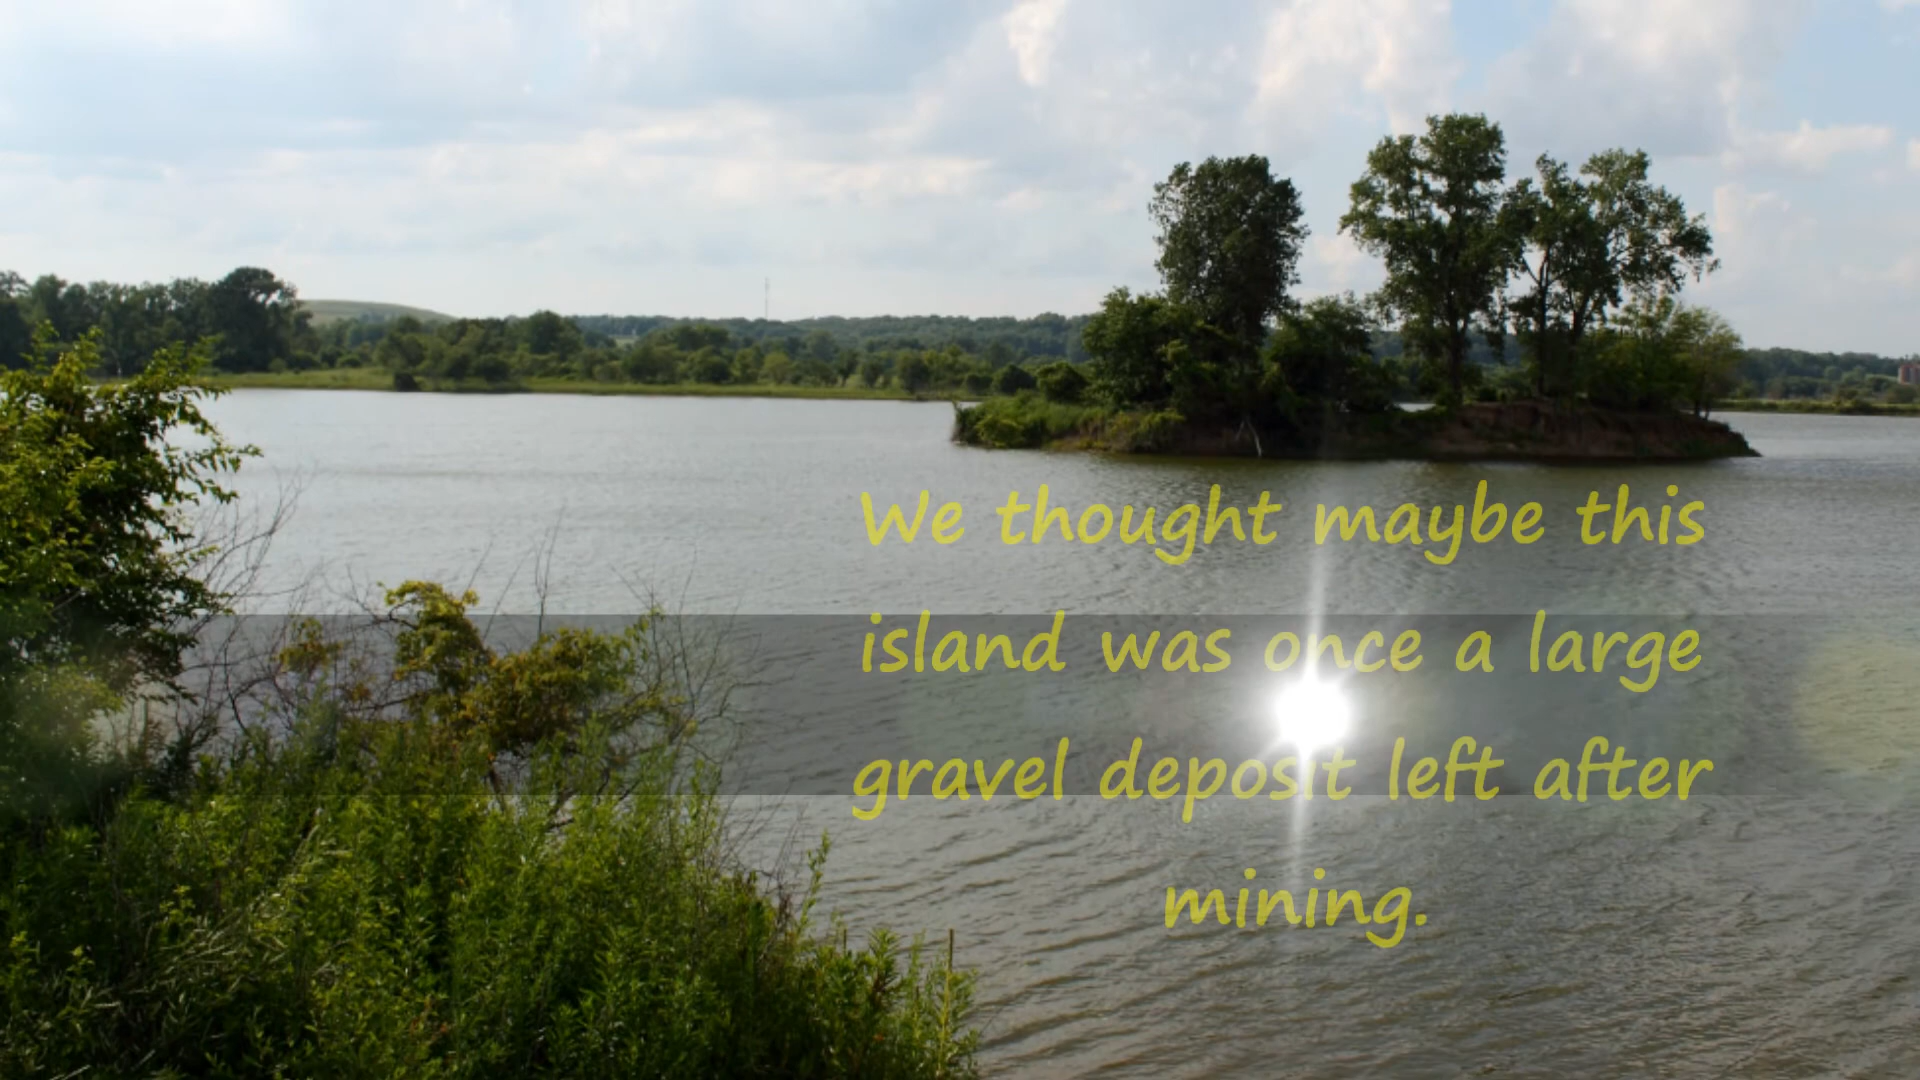 We thought maybe this
island was once a large
gravel deposit left after
mining.